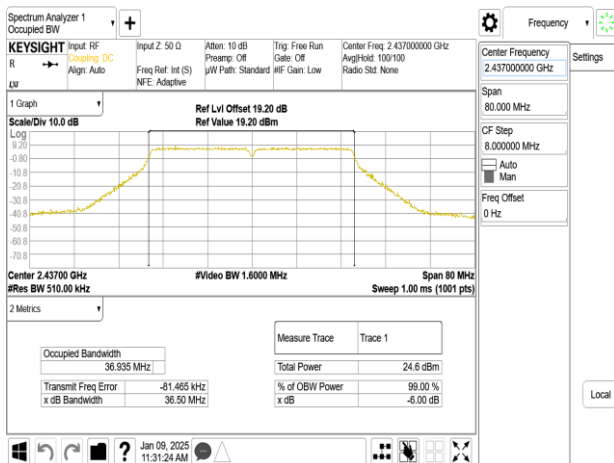 Spectrum Analyzer 1
Occupied BW
+
Frequency
KEYSIGHT
R
LXI
Input: RF
Coupling: DC
Align: Auto
Input Z: 50 Ω
Freq Ref: Int (S)
NFE: Adaptive
Atten: 10 dB
Preamp: Off
µW Path: Standard
Trig: Free Run
Gate: Off
#IF Gain: Low
Center Freq: 2.437000000 GHz
Avg|Hold: 100/100
Radio Std: None
Center Frequency
2.437000000 GHz
Settings
Span
80.000 MHz
CF Step
8.000000 MHz
Auto
Man
Freq Offset
0 Hz
Local
1 Graph
Scale/Div 10.0 dB
Ref Lvl Offset 19.20 dB
Ref Value 19.20 dBm
Log
9.20
-0.80
-10.8
-20.8
-30.8
-40.8
-50.8
-60.8
-70.8
Center 2.43700 GHz
#Res BW 510.00 kHz
#Video BW 1.6000 MHz
Span 80 MHz
Sweep 1.00 ms (1001 pts)
2 Metrics
Occupied Bandwidth
36.935 MHz
Transmit Freq Error -81.465 kHz
x dB Bandwidth 36.50 MHz
Measure Trace Trace 1
Total Power 24.6 dBm
% of OBW Power 99.00 %
x dB -6.00 dB
?
Jan 09, 2025
11:31:24 AM